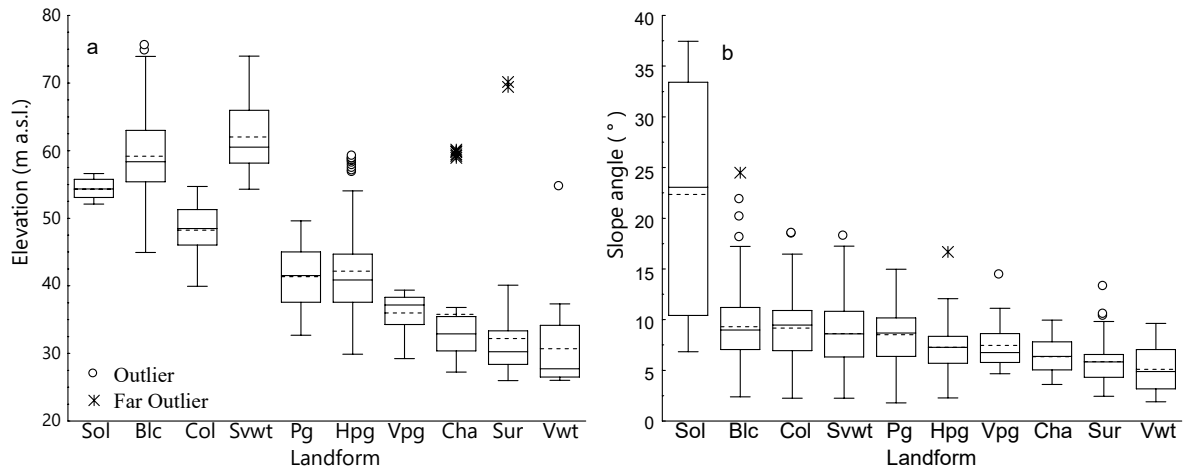 80
70
60
50
40
30
20
Elevation (m a.s.l.)
a
Outlier
Far Outlier
Sol Blc Col Svwt Pg Hpg Vpg Cha Sur Vwt
Landform
40
35
30
25
20
15
10
5
0
Slope angle ( ° )
b
Sol Blc Col Svwt Pg Hpg Vpg Cha Sur Vwt
Landform